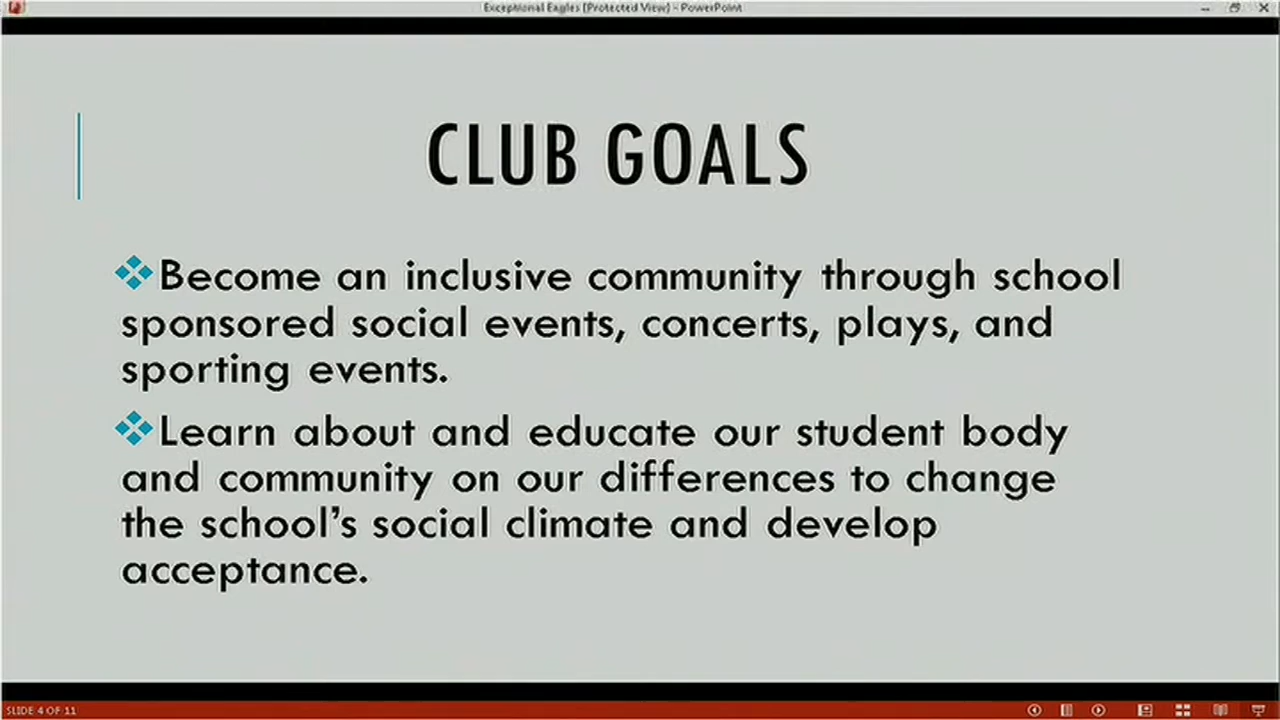 Exceptional Eagles [Protected View] - PowerPoint
CLUB GOALS
Become an inclusive community through school
sponsored social events, concerts, plays, and
sporting events.
Learn about and educate our student body
and community on our differences to change
the school's social climate and develop
acceptance.
SLIDE 4 OF 11